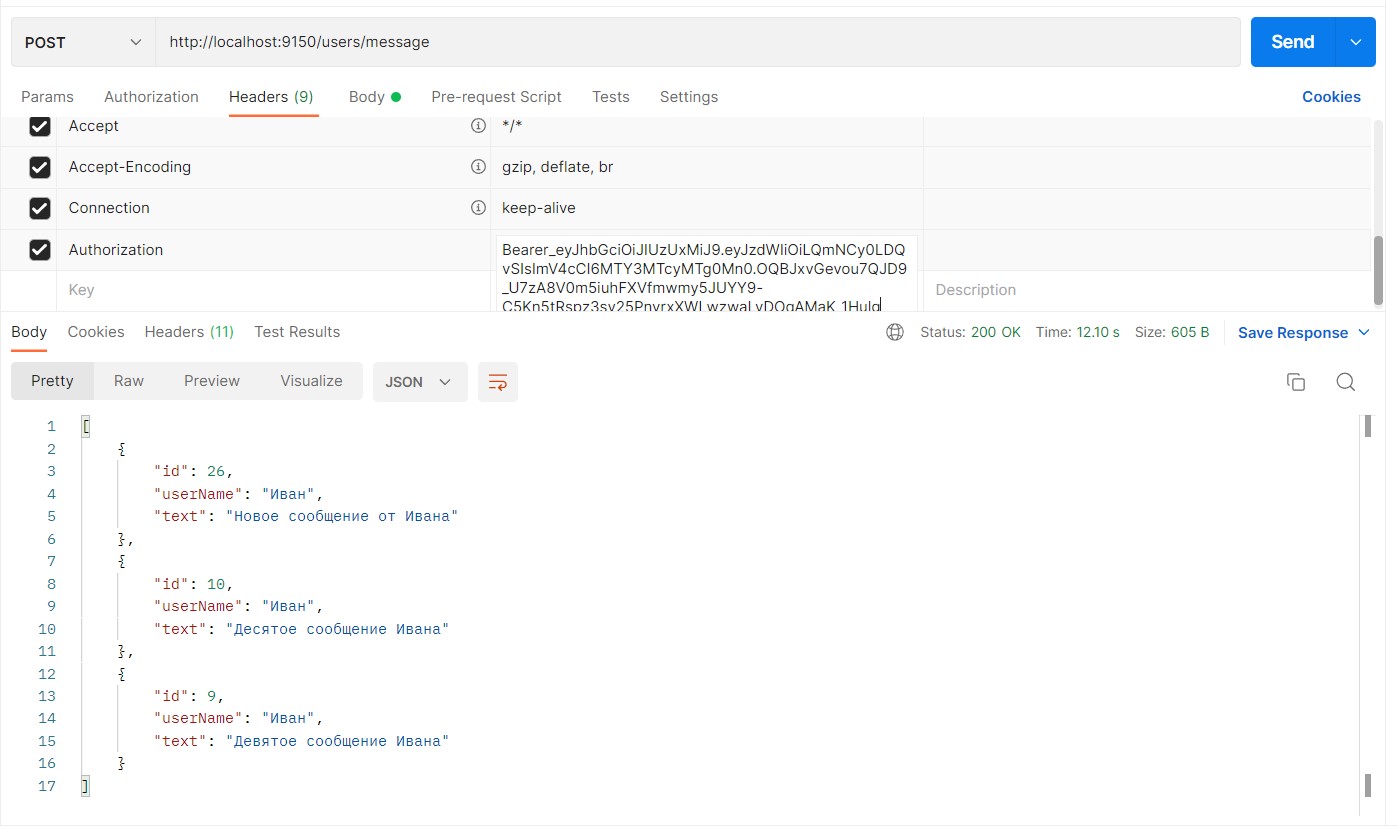 POST http://localhost:9150/users/message Send
Params Authorization Headers (9) Body Pre-request Script Tests Settings Cookies
Accept */*
Accept-Encoding gzip, deflate, br
Connection keep-alive
Authorization Bearer_eyJhbGciOiJIUzUxMiJ9.eyJzdWIiOiLQmNCy0LDQ
vSIsImV4cCI6MTY3MTcyMTg0Mn0.OQBJxvGevou7QJD9
_U7zA8V0m5iuhFXVfmwmy5JUYY9-
Key Description
Body Cookies Headers (11) Test Results Status: 200 OK Time: 12.10 s Size: 605 B Save Response
Pretty Raw Preview Visualize JSON
1 [
2 {
3 "id": 26,
4 "userName": "Иван",
5 "text": "Новое сообщение от Ивана"
6 },
7 {
8 "id": 10,
9 "userName": "Иван",
10 "text": "Десятое сообщение Ивана"
11 },
12 {
13 "id": 9,
14 "userName": "Иван",
15 "text": "Девятое сообщение Ивана"
16 }
17 ]